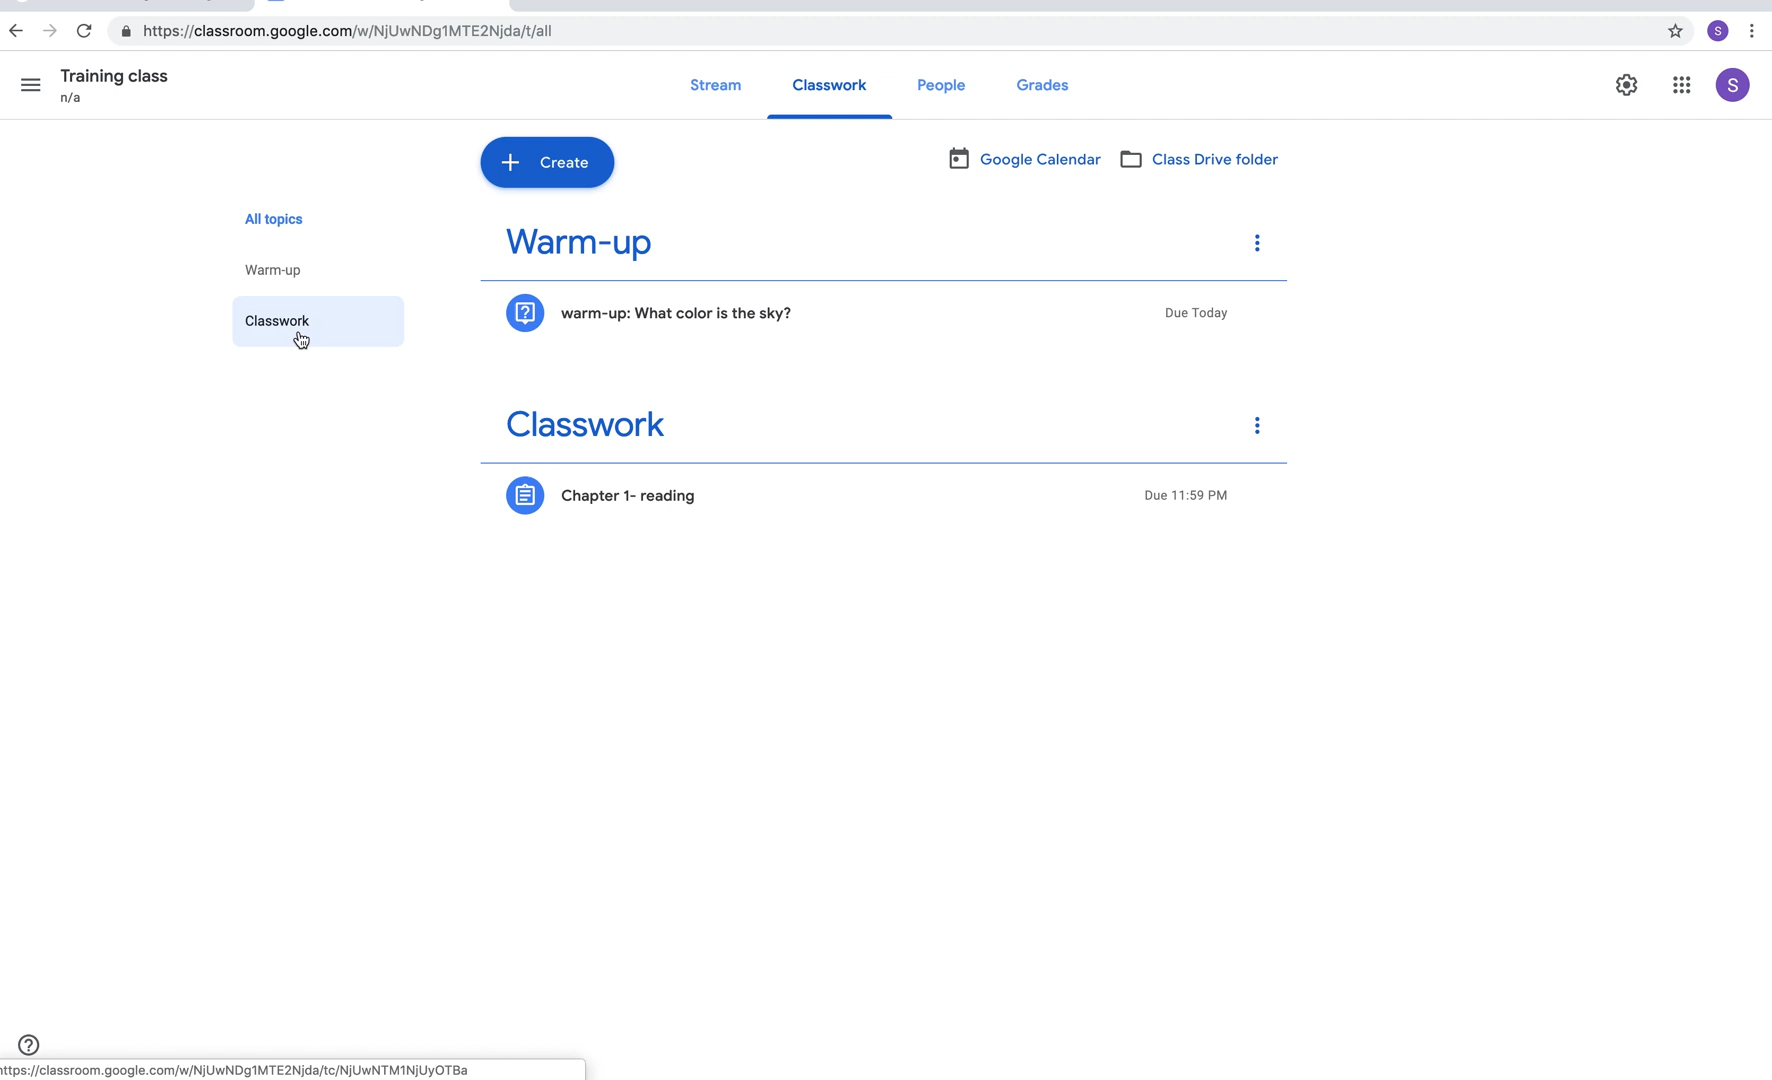 https://classroom.google.com/w/NjUwNDg1MTE2Njda/t/all
S
Training class
n/a
Stream
Classwork
People
Grades
S
Create
Google Calendar
Class Drive folder
All topics
Warm-up
Classwork
Warm-up
warm-up: What color is the sky?
Due Today
Classwork
Chapter 1- reading
Due 11:59 PM
ttps://classroom.google.com/w/NjUwNDg1MTE2Njda/tc/NjUwNTM1NjUyOTBa